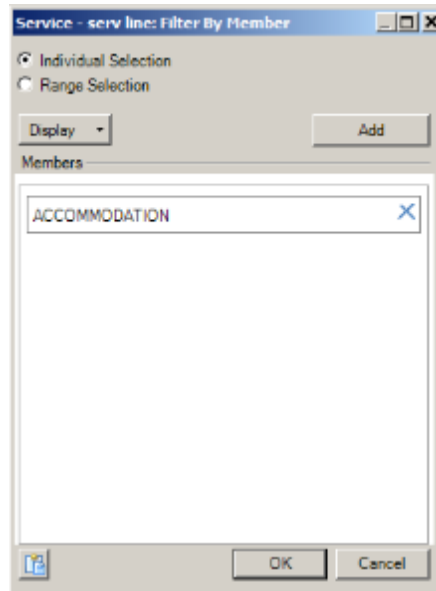 Service - serv line: Filter By Member
Individual Selection
Range Selection
Display Add
Members
ACCOMMODATION
OK Cancel